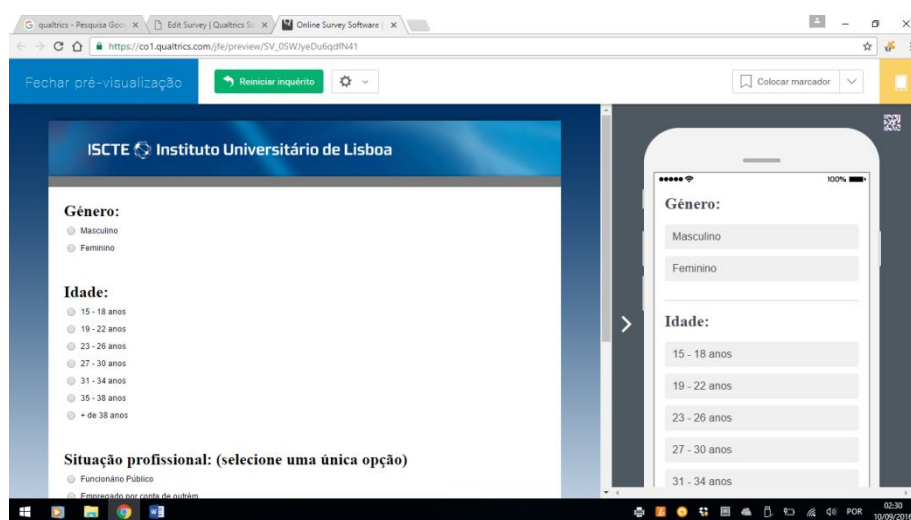 qualtrics - Pesquisa Goo
Edit Survey | Qualtrics Su
Online Survey Software |
https://co1.qualtrics.com/jfe/preview/SV_0SWJyeDu6qdfN41
Fechar pré-visualização
Reiniciar inquérito
Colocar marcador
ISCTE Instituto Universitário de Lisboa
Género:
Masculino
Feminino
Idade:
15 - 18 anos
19 - 22 anos
23 - 26 anos
27 - 30 anos
31 - 34 anos
35 - 38 anos
+ de 38 anos
Situação profissional: (selecione uma única opção)
Funcionário Público
Empregado por conta de outrém
100%
Género:
Masculino
Feminino
Idade:
15 - 18 anos
19 - 22 anos
23 - 26 anos
27 - 30 anos
31 - 34 anos
POR
02:30
10/09/2016